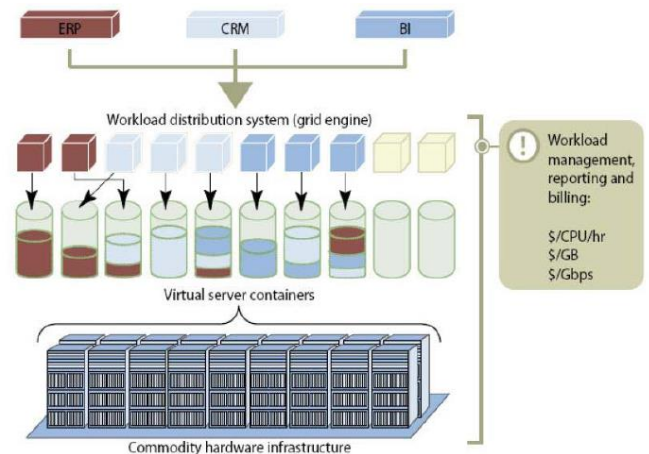 ERP
CRM
BI
Workload distribution system (grid engine)
!
Workload
management,
reporting and
billing:
$/CPU/hr
$/GB
$/Gbps
Virtual server containers
Commodity hardware infrastructure